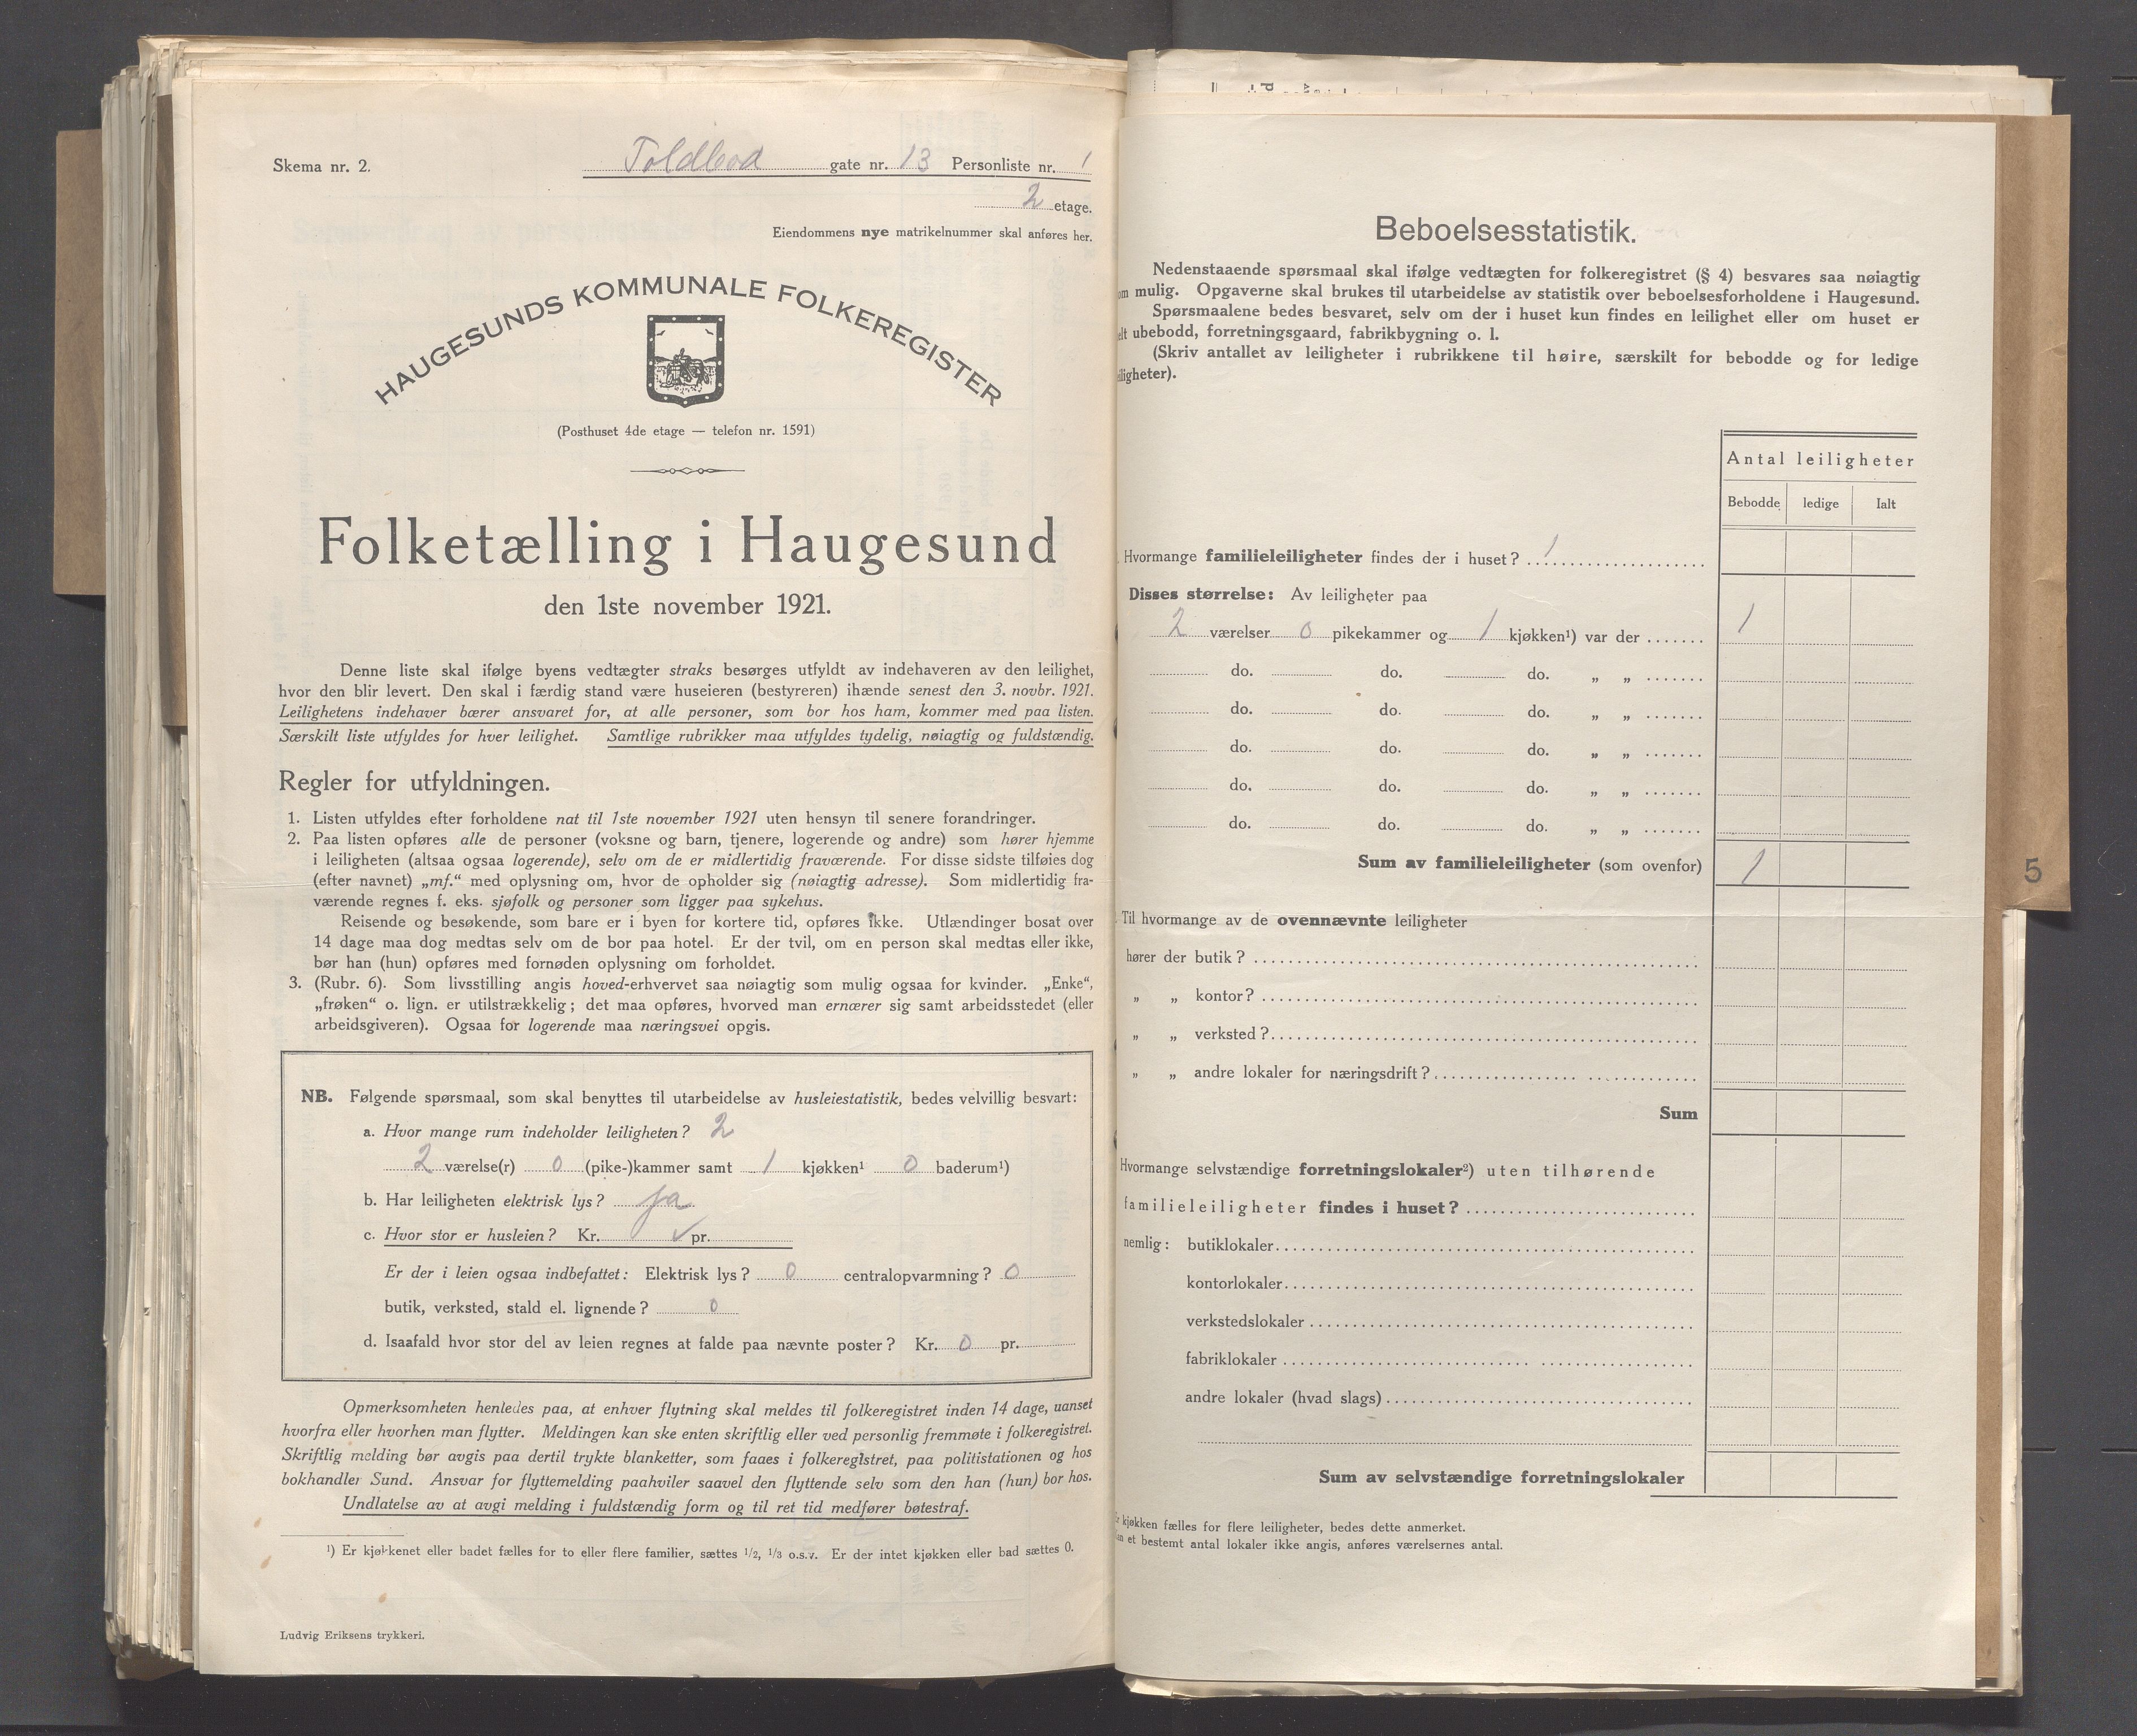 Skema nr. 2.
Toldbod gate nr. 13 Personliste nr. 1
2 etage.
Eiendommens nye matrikelnummer skal anføres her.
HAUGESUNDS KOMMUNALE FOLKEREGISTER
(Posthuset 4de etage — telefon nr. 1591)
Folketælling i Haugesund
den 1ste november 1921.
Denne liste skal ifølge byens vedtægter straks besørges utfyldt av indehaveren av den leilighet,
hvor den blir levert. Den skal i færdig stand være huseieren (bestyreren) ihænde senest den 3. novbr. 1921.
Leilighetens indehaver bærer ansvaret for, at alle personer, som bor hos ham, kommer med paa listen.
Særskilt liste utfyldes for hver leilighet. Samtlige rubrikker maa utfyldes tydelig, nøiagtig og fuldstændig.
Regler for utfyldningen.
1. Listen utfyldes efter forholdene nat til 1ste november 1921 uten hensyn til senere forandringer.
2. Paa listen opføres alle de personer (voksne og barn, tjenere, logerende og andre) som hører hjemme
i leiligheten (altsaa ogsaa logerende), selv om de er midlertidig fraværende. For disse sidste tilføies dog
(efter navnet) „mf.“ med oplysning om, hvor de opholder sig (nøiagtig adresse). Som midlertidig fra-
værende regnes f. eks. sjøfolk og personer som ligger paa sykehus.
Reisende og besøkende, som bare er i byen for kortere tid, opføres ikke. Utlændinger bosat over
14 dage maa dog medtas selv om de bor paa hotel. Er der tvil, om en person skal medtas eller ikke,
bør han (hun) opføres med fornøden oplysning om forholdet.
3. (Rubr. 6). Som livsstilling angis hoved-erhvervet saa nøiagtig som mulig ogsaa for kvinder. „Enke“,
„frøken“ o. lign. er utilstrækkelig; det maa opføres, hvorved man ernærer sig samt arbeidsstedet (eller
arbeidsgiveren). Ogsaa for logerende maa næringsvei opgis.
NB. Følgende spørsmaal, som skal benyttes til utarbeidelse av husleiestatistik, bedes velvillig besvart:
a. Hvor mange rum indeholder leiligheten? 2
2 værelse(r) 0 (pike-)kammer samt 1 kjøkken¹ 0 baderum¹)
b. Har leiligheten elektrisk lys? ja
c. Hvor stor er husleien? Kr. ✓ pr.
Er der i leien ogsaa indbefattet: Elektrisk lys? 0 centralopvarmning? 0
butik, verksted, stald el. lignende? 0
d. Isaafald hvor stor del av leien regnes at falde paa nævnte poster? Kr. 0 pr.
Opmerksomheten henledes paa, at enhver flytning skal meldes til folkeregistret inden 14 dage, uanset
hvorfra eller hvorhen man flytter. Meldingen kan ske enten skriftlig eller ved personlig fremmøte i folkeregistret.
Skriftlig melding bør avgis paa dertil trykte blanketter, som faaes i folkeregistret, paa politistationen og hos
bokhandler Sund. Ansvar for flyttemelding paahviler saavel den flyttende selv som den han (hun) bor hos.
Undlatelse av at avgi melding i fuldstændig form og til ret tid medfører bøtestraf.
¹) Er kjøkkenet eller badet fælles for to eller flere familier, sættes 1/2, 1/3 o.s.v. Er der intet kjøkken eller bad sættes 0.
Ludvig Eriksens trykkeri.
Beboelsesstatistik.
Nedenstaaende spørsmaal skal ifølge vedtægten for folkeregistret (§ 4) besvares saa nøiagtig
om mulig. Opgaverne skal brukes til utarbeidelse av statistik over beboelsesforholdene i Haugesund.
Spørsmaalene bedes besvaret, selv om der i huset kun findes en leilighet eller om huset er
elt ubebodd, forretningsgaard, fabrikbygning o. l.
(Skriv antallet av leiligheter i rubrikkene til høire, særskilt for bebodde og for ledige
eiligheter).
Antal leiligheter
Bebodde ledige Ialt
Hvormange familieleiligheter findes der i huset? 1
Disses størrelse: Av leiligheter paa
2 værelser 0 pikekammer og 1 kjøkken¹) var der 1
do. do. do. „ „
do. do. do. „ „
do. do. do. „ „
do. do. do. „ „
do. do. do. „ „
Sum av familieleiligheter (som ovenfor) 1
5
Til hvormange av de ovennævnte leiligheter
hører der butik?
„ „ kontor?
„ „ verksted?
„ „ andre lokaler for næringsdrift?
Sum
Hvormange selvstændige forretningslokaler²) uten tilhørende
familieleiligheter findes i huset?
nemlig: butiklokaler
kontorlokaler
verkstedslokaler
fabriklokaler
andre lokaler (hvad slags)
Sum av selvstændige forretningslokaler
r kjøkken fælles for flere leiligheter, bedes dette anmerket.
an et bestemt antal lokaler ikke angis, anføres værelsernes antal.